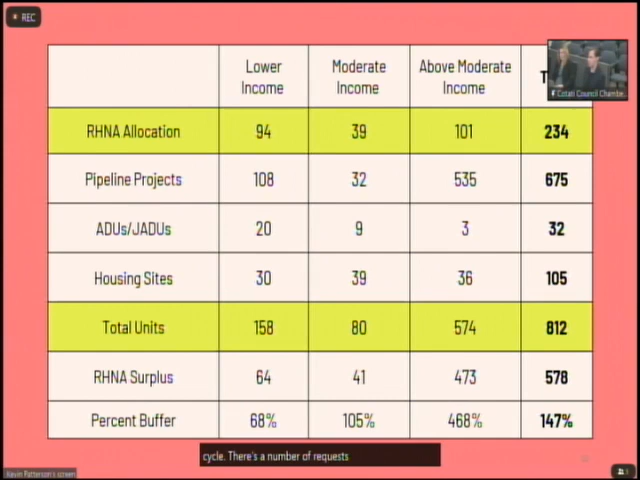 REC
Lower Income Moderate Income Above Moderate Income T
Cotati Council Chambe...
RHNA Allocation 94 39 101 234
Pipeline Projects 108 32 535 675
ADUs/JADUs 20 9 3 32
Housing Sites 30 39 36 105
Total Units 158 80 574 812
RHNA Surplus 64 41 473 578
Percent Buffer 68% 105% 468% 147%
cycle. There's a number of requests
Kevin Patterson's screen